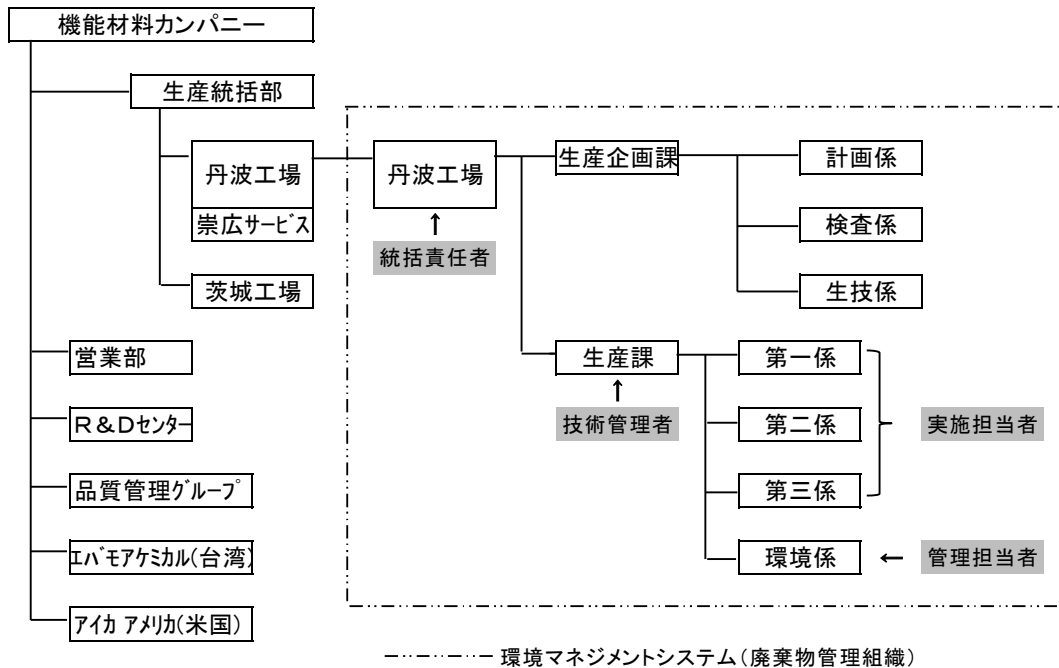 機能材料カンパニー
生産統括部
丹波工場
崇広サービス
茨城工場
営業部
R&Dセンター
品質管理グループ
エバモアケミカル(台湾)
アイカ アメリカ(米国)
丹波工場
↑
統括責任者
生産企画課
計画係
検査係
生技係
生産課
↑
技術管理者
第一係
第二係
第三係
実施担当者
環境係
←
管理担当者
環境マネジメントシステム(廃棄物管理組織)